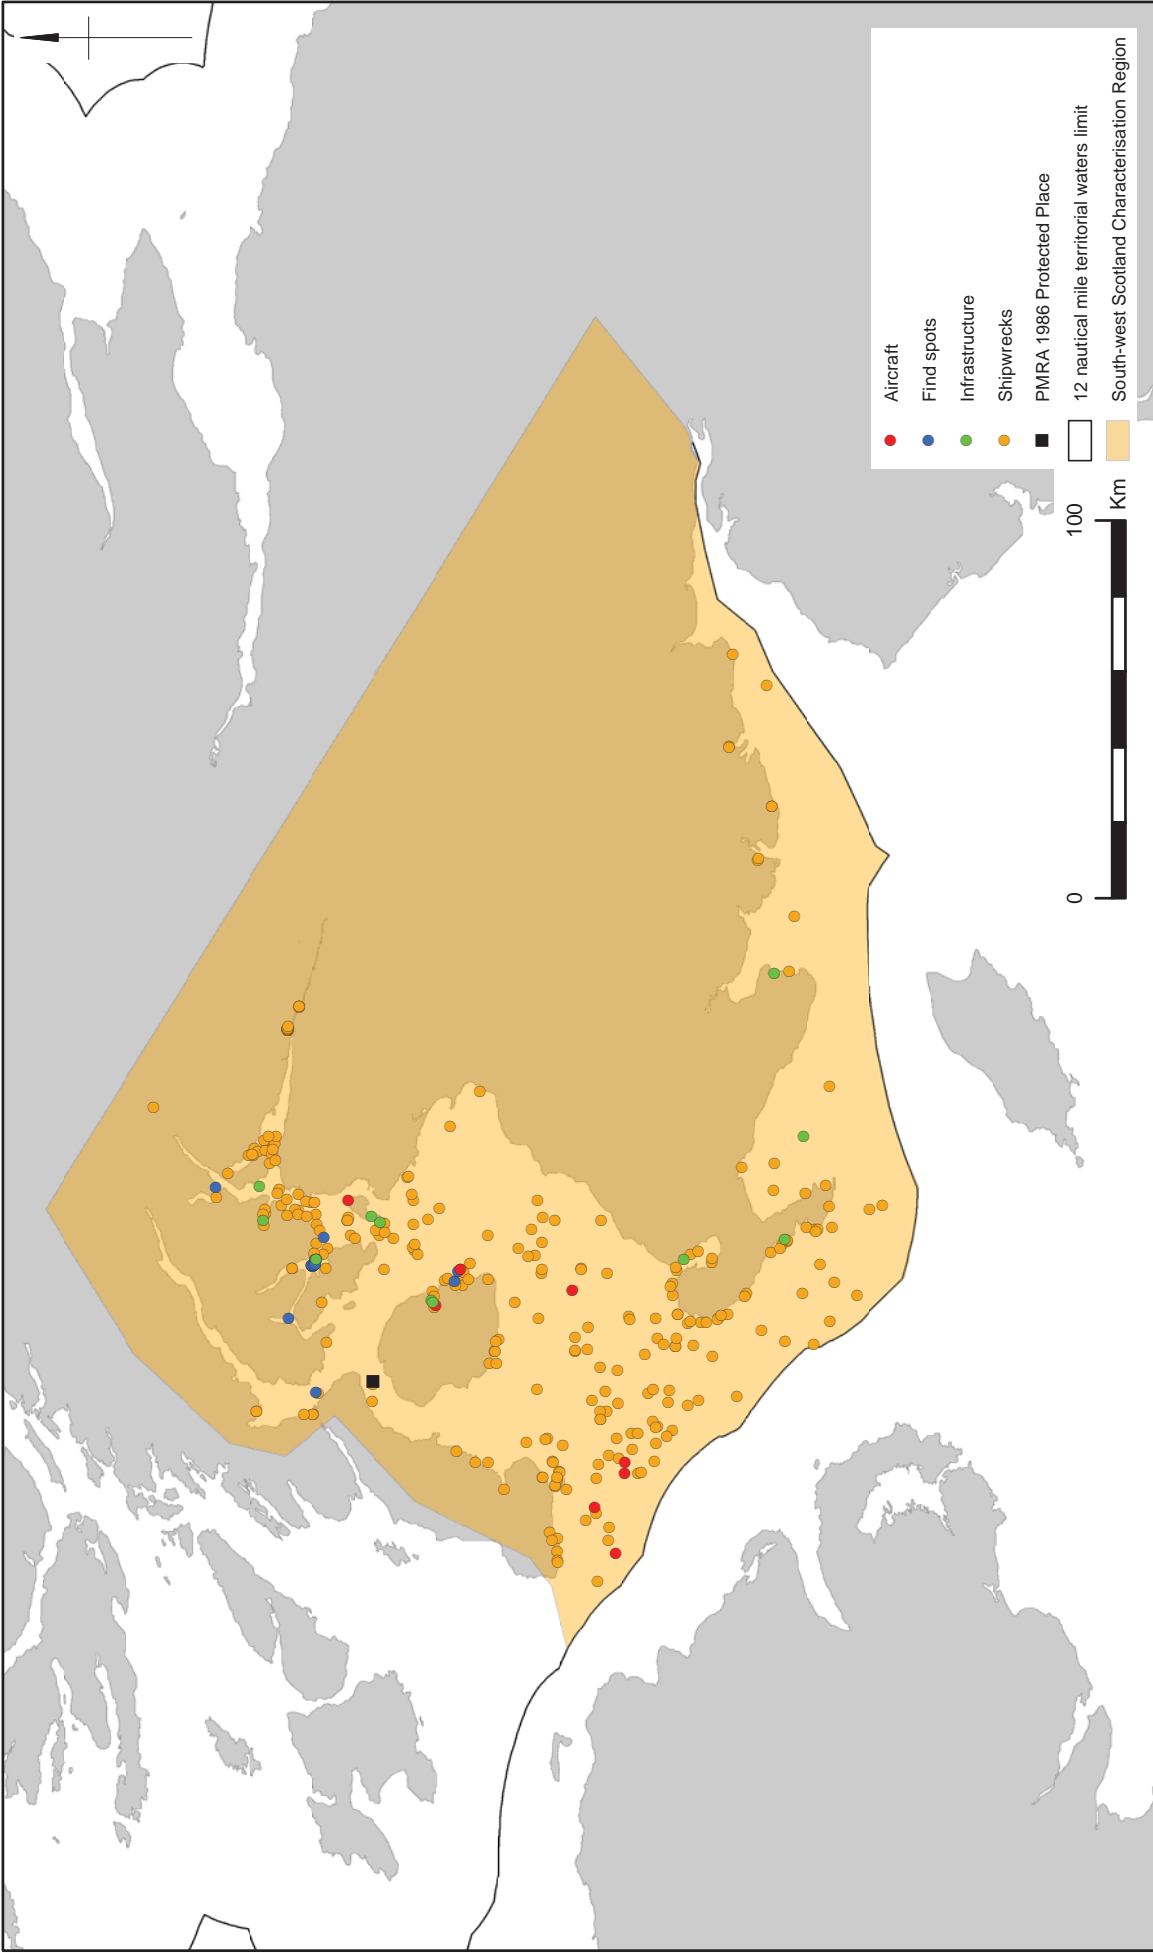 Aircraft
Find spots
Infrastructure
Shipwrecks
PMRA 1986 Protected Place
12 nautical mile territorial waters limit
South-west Scotland Characterisation Region
0 100
Km